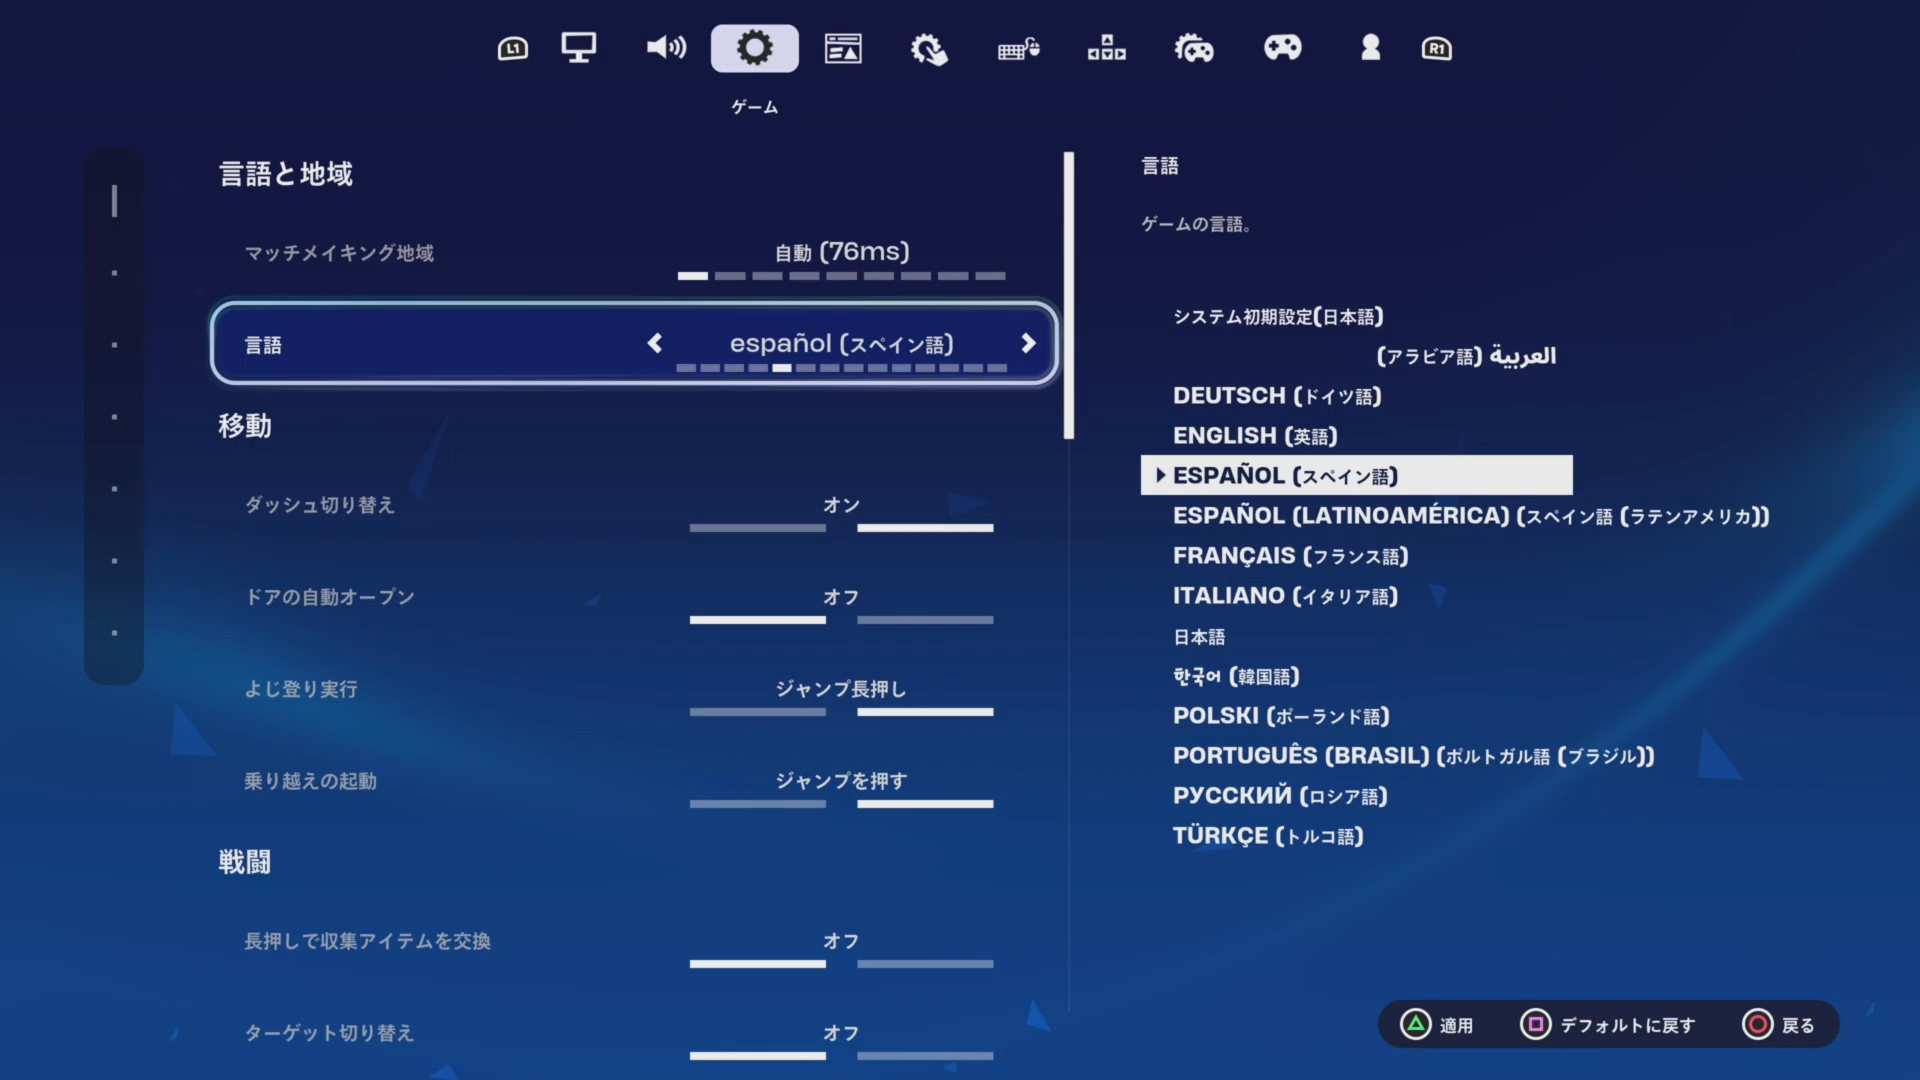 L1
R1
ゲーム
言語と地域
マッチメイキング地域
自動 (76ms)
言語
español (スペイン語)
移動
ダッシュ切り替え
オン
ドアの自動オープン
オフ
よじ登り実行
ジャンプ長押し
乗り越えの起動
ジャンプを押す
戦闘
長押しで収集アイテムを交換
オフ
ターゲット切り替え
オフ
言語
ゲームの言語。
システム初期設定(日本語)
العربية (アラビア語)
DEUTSCH (ドイツ語)
ENGLISH (英語)
ESPAÑOL (スペイン語)
ESPAÑOL (LATINOAMÉRICA) (スペイン語 (ラテンアメリカ))
FRANÇAIS (フランス語)
ITALIANO (イタリア語)
日本語
한국어 (韓国語)
POLSKI (ポーランド語)
PORTUGUÊS (BRASIL) (ポルトガル語 (ブラジル))
РУССКИЙ (ロシア語)
TÜRKÇE (トルコ語)
適用
デフォルトに戻す
戻る